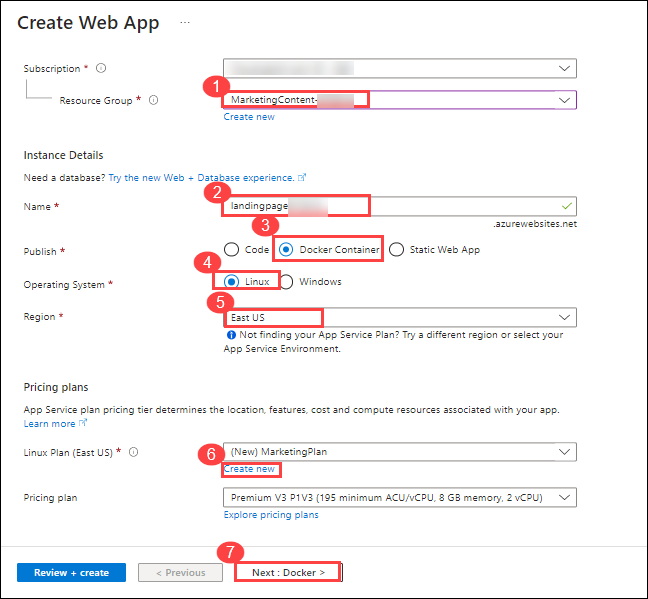 Create Web App ...
Subscription *
1
Resource Group * MarketingContent-
Create new
Instance Details
Need a database? Try the new Web + Database experience.
2
Name * landingpage
.azurewebsites.net
3
Publish * Code Docker Container Static Web App
4
Operating System * Linux Windows
5
Region * East US
Not finding your App Service Plan? Try a different region or select your
App Service Environment.
Pricing plans
App Service plan pricing tier determines the location, features, cost and compute resources associated with your app.
Learn more
Linux Plan (East US) * (New) MarketingPlan
6
Create new
Pricing plan Premium V3 P1V3 (195 minimum ACU/vCPU, 8 GB memory, 2 vCPU)
Explore pricing plans
7
Review + create < Previous Next : Docker >